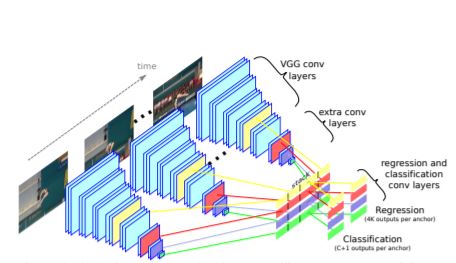 time
VGG conv
layers
extra conv
layers
stack
regression and
classification
conv layers
Regression
(4K outputs per anchor)
Classification
(C+1 outputs per anchor)